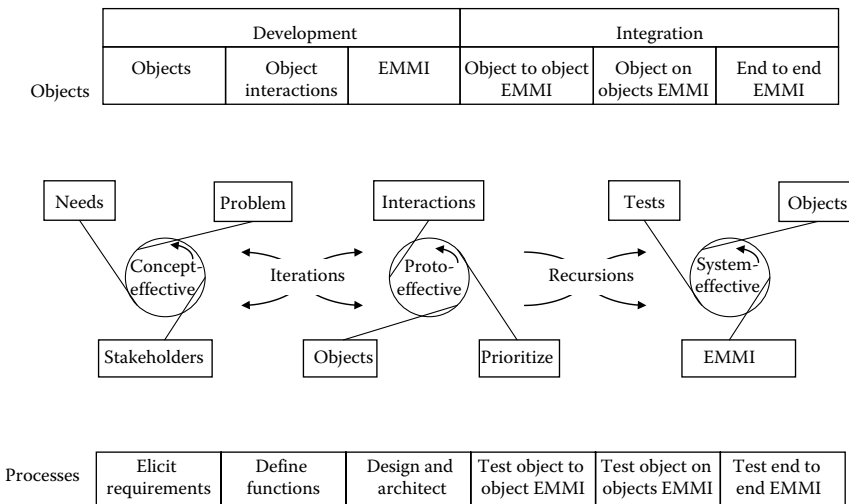 Development Integration
Objects
Objects Object interactions EMMI Object to object EMMI Object on objects EMMI End to end EMMI
Needs Problem Interactions Tests Objects
Concept-effective Iterations Proto-effective Recursions System-effective
Stakeholders Objects Prioritize EMMI
Processes
Elicit requirements Define functions Design and architect Test object to object EMMI Test object on objects EMMI Test end to end EMMI